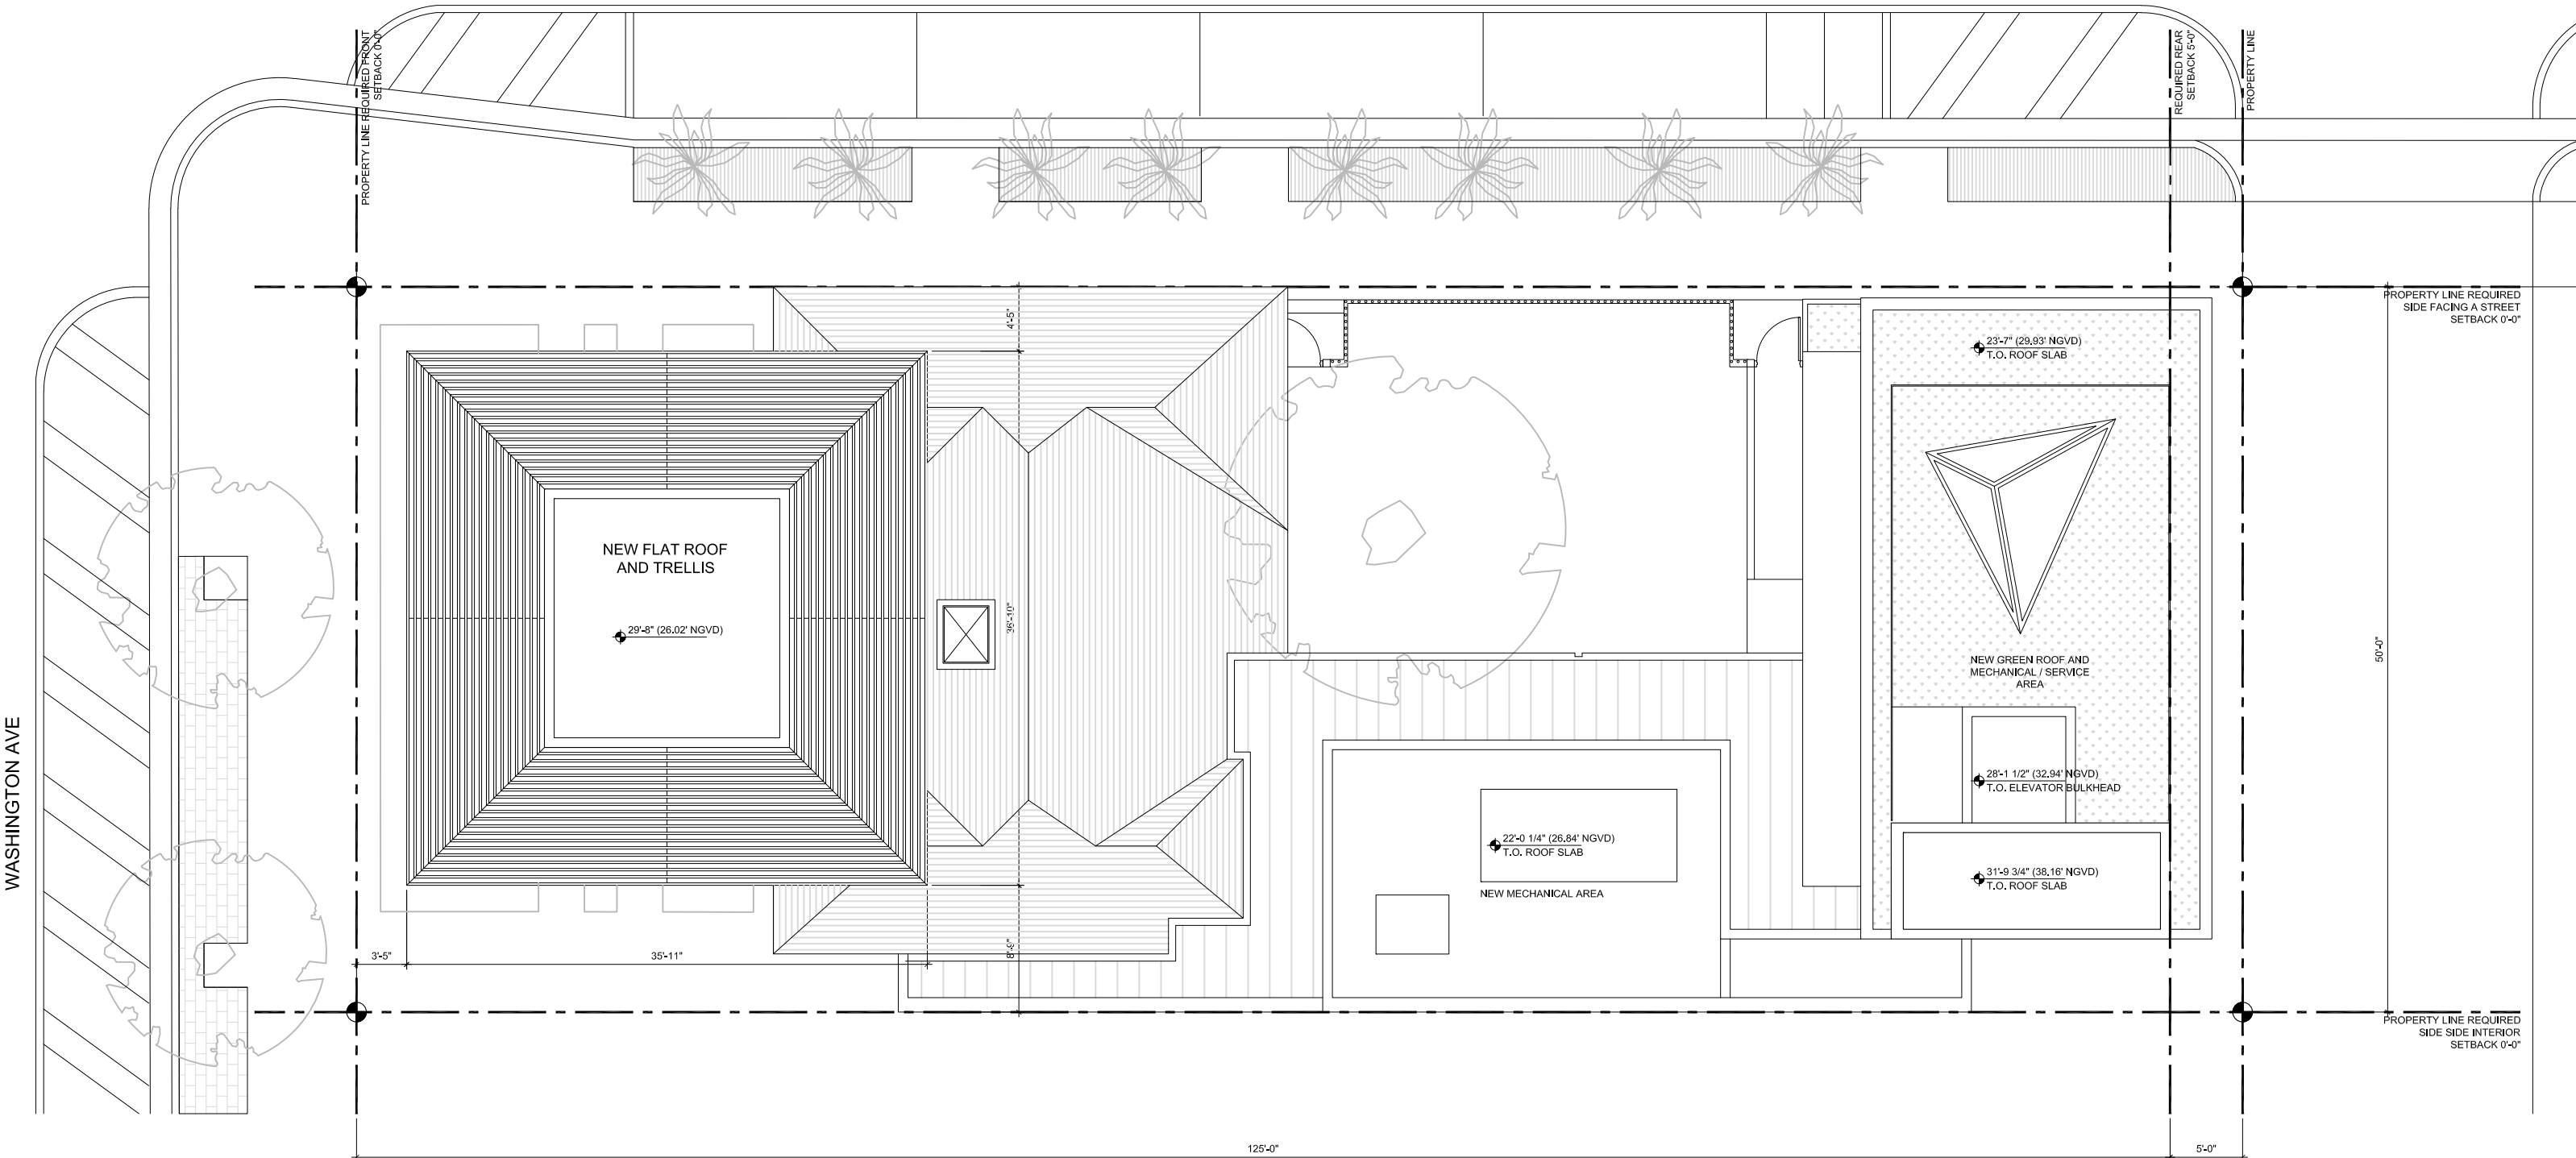 PROPERTY LINE REQUIRED FRONT
SETBACK 0'-0"
REQUIRED REAR
SETBACK 5'-0"
PROPERTY LINE
PROPERTY LINE REQUIRED
SIDE FACING A STREET
SETBACK 0'-0"
4'-5"
23'-7" (29.93' NGVD)
T.O. ROOF SLAB
NEW FLAT ROOF
AND TRELLIS
29'-8" (26.02' NGVD)
36'-10"
50'-0"
NEW GREEN ROOF AND
MECHANICAL / SERVICE
AREA
WASHINGTON AVE
28'-1 1/2" (32.94' NGVD)
T.O. ELEVATOR BULKHEAD
22'-0 1/4" (26.84' NGVD)
T.O. ROOF SLAB
NEW MECHANICAL AREA
31'-9 3/4" (38.16' NGVD)
T.O. ROOF SLAB
3'-5"
35'-11"
8'-9"
PROPERTY LINE REQUIRED
SIDE SIDE INTERIOR
SETBACK 0'-0"
125'-0"
5'-0"